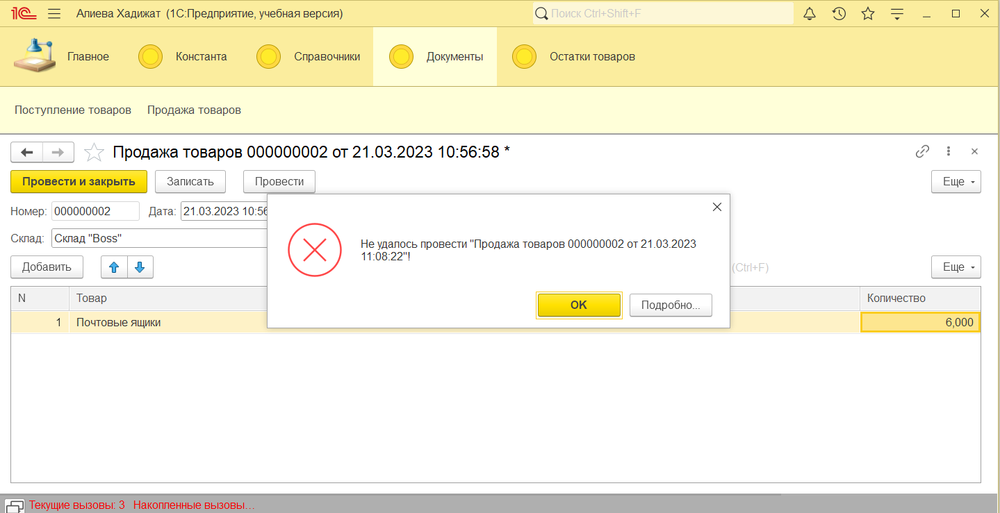 1С Алиева Хадижат (1С:Предприятие, учебная версия) Поиск Ctrl+Shift+F
Главное Константа Справочники Документы Остатки товаров
Поступление товаров Продажа товаров
Продажа товаров 000000002 от 21.03.2023 10:56:58 *
Провести и закрыть Записать Провести Еще
Номер: 000000002 Дата: 21.03.2023 10:56
Склад: Склад "Boss"
Не удалось провести "Продажа товаров 000000002 от 21.03.2023
11:08:22"!
Добавить (Ctrl+F) Еще
OK Подробно...
N Товар Количество
1 Почтовые ящики 6,000
Текущие вызовы: 3 Накопленные вызовы…